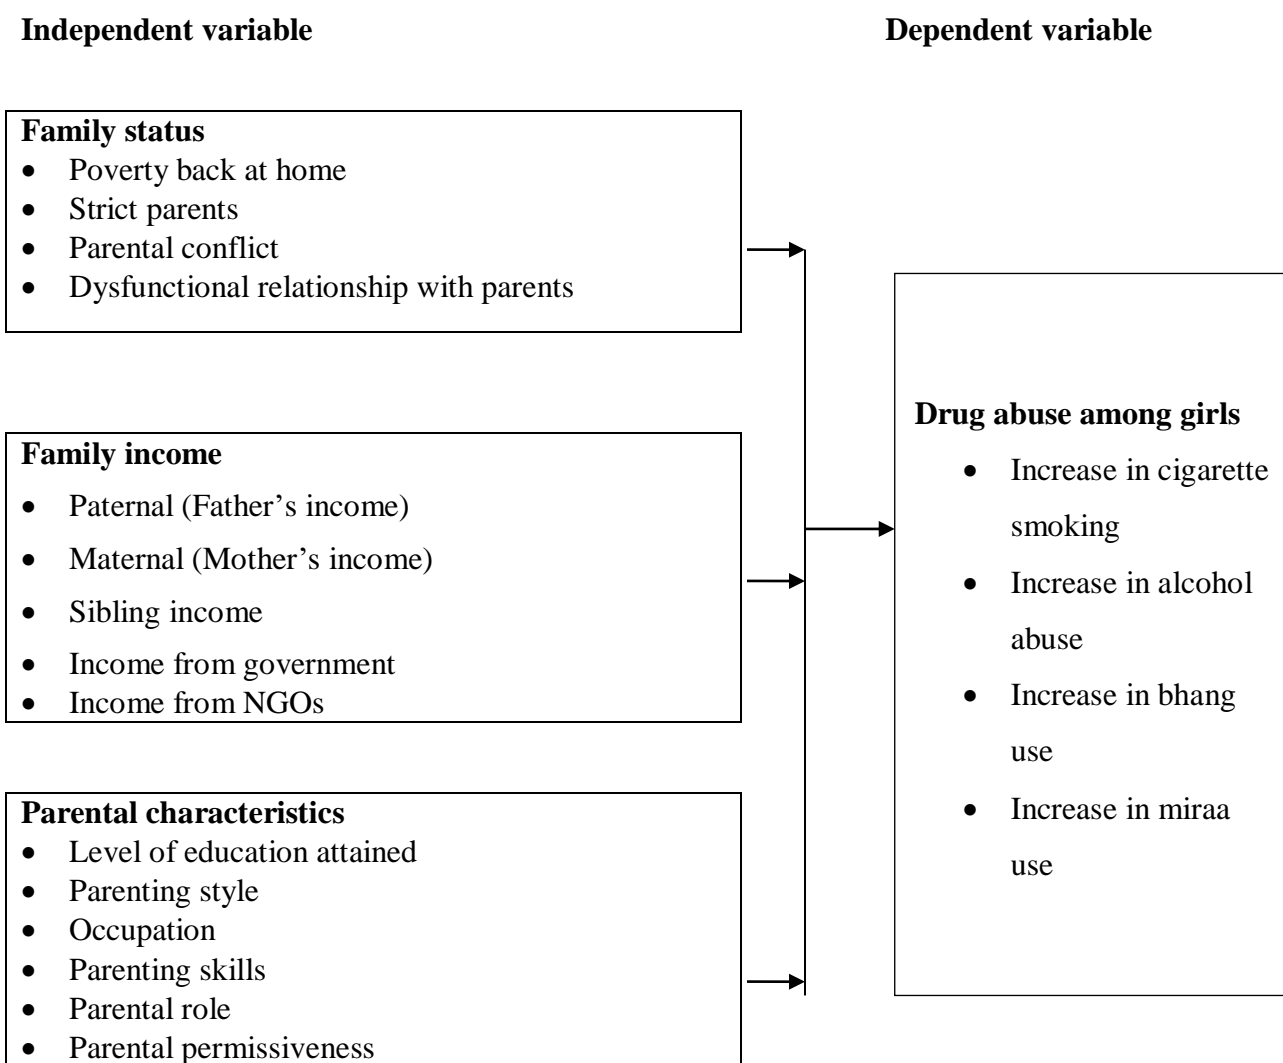 Independent variable
Dependent variable
Family status
• Poverty back at home
• Strict parents
• Parental conflict
• Dysfunctional relationship with parents
Family income
• Paternal (Father’s income)
• Maternal (Mother’s income)
• Sibling income
• Income from government
• Income from NGOs
Parental characteristics
• Level of education attained
• Parenting style
• Occupation
• Parenting skills
• Parental role
• Parental permissiveness
Drug abuse among girls
• Increase in cigarette
smoking
• Increase in alcohol
abuse
• Increase in bhang
use
• Increase in miraa
use